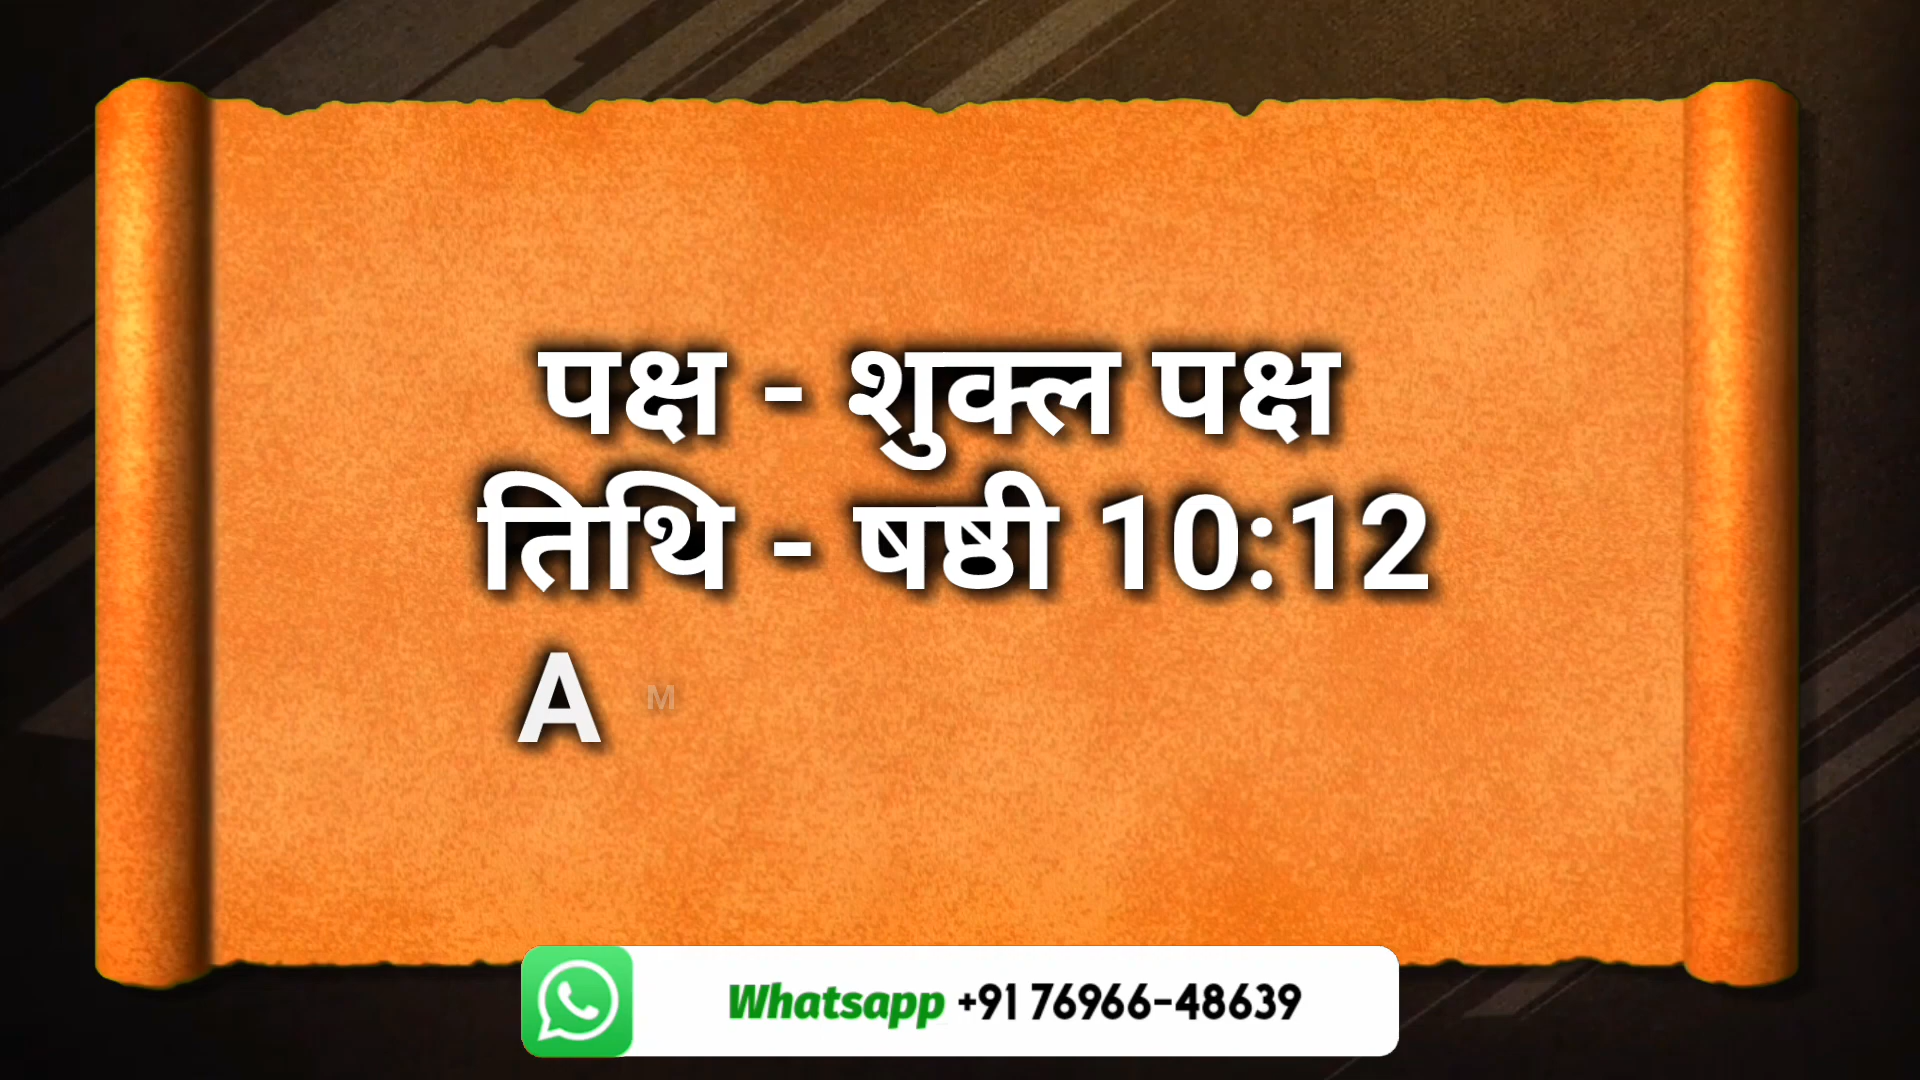 पक्ष - शुक्ल पक्ष
तिथि - षष्ठी 10:12
A M
Whatsapp +91 76966-48639